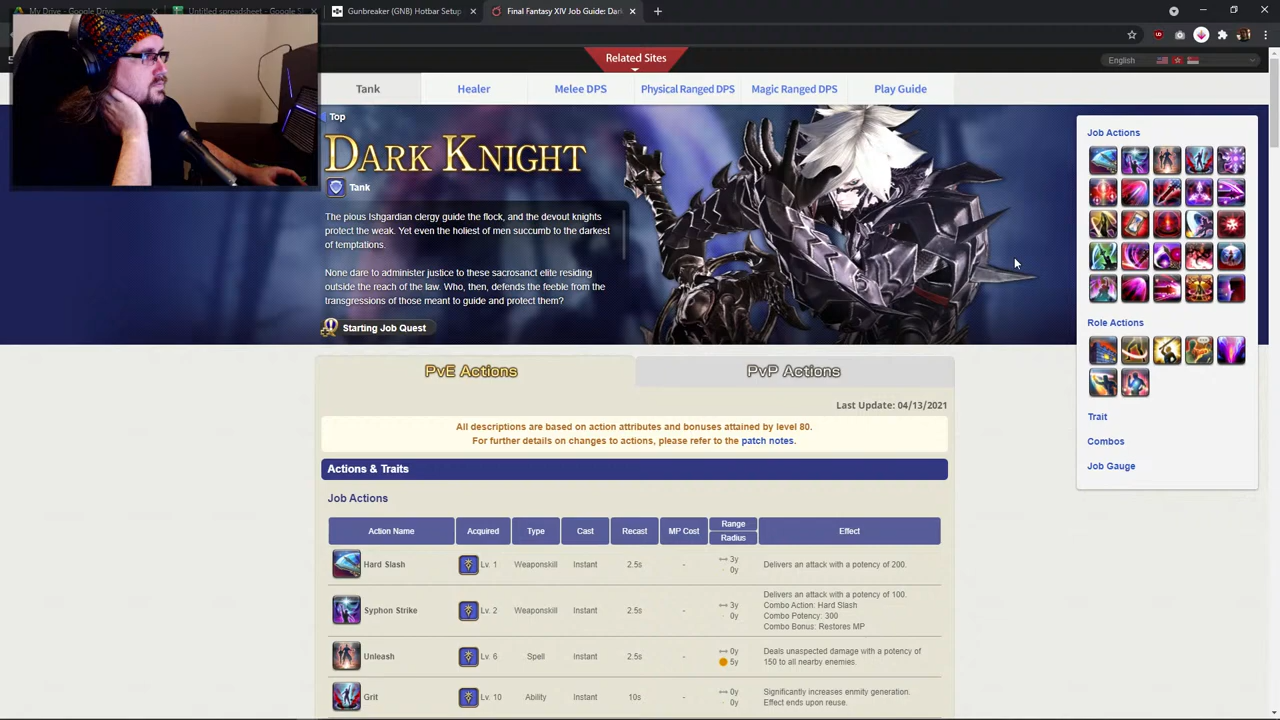 My Drive - Google Drive
Untitled spreadsheet - Google S
Gunbreaker (GNB) Hotbar Setup
Final Fantasy XIV Job Guide: Dar
Related Sites
English
Tank
Healer
Melee DPS
Physical Ranged DPS
Magic Ranged DPS
Play Guide
Top
DARK KNIGHT
Tank
The pious Ishgardian clergy guide the flock, and the devout knights
protect the weak. Yet even the holiest of men succumb to the darkest
of temptations.
None dare to administer justice to these sacrosanct elite residing
outside the reach of the law. Who, then, defends the feeble from the
transgressions of those meant to guide and protect them?
Starting Job Quest
Job Actions
Role Actions
Trait
Combos
Job Gauge
PvE Actions
PvP Actions
Last Update: 04/13/2021
All descriptions are based on action attributes and bonuses attained by level 80.
For further details on changes to actions, please refer to the patch notes.
Actions & Traits
Job Actions
Action Name Acquired Type Cast Recast MP Cost Range Radius Effect
Hard Slash Lv. 1 Weaponskill Instant 2.5s - 3y 0y Delivers an attack with a potency of 200.
Syphon Strike Lv. 2 Weaponskill Instant 2.5s - 3y 0y Delivers an attack with a potency of 100.
Combo Action: Hard Slash
Combo Potency: 300
Combo Bonus: Restores MP
Unleash Lv. 6 Spell Instant 2.5s - 0y 5y Deals unaspected damage with a potency of
150 to all nearby enemies.
Grit Lv. 10 Ability Instant 10s - 0y 0y Significantly increases enmity generation.
Effect ends upon reuse.